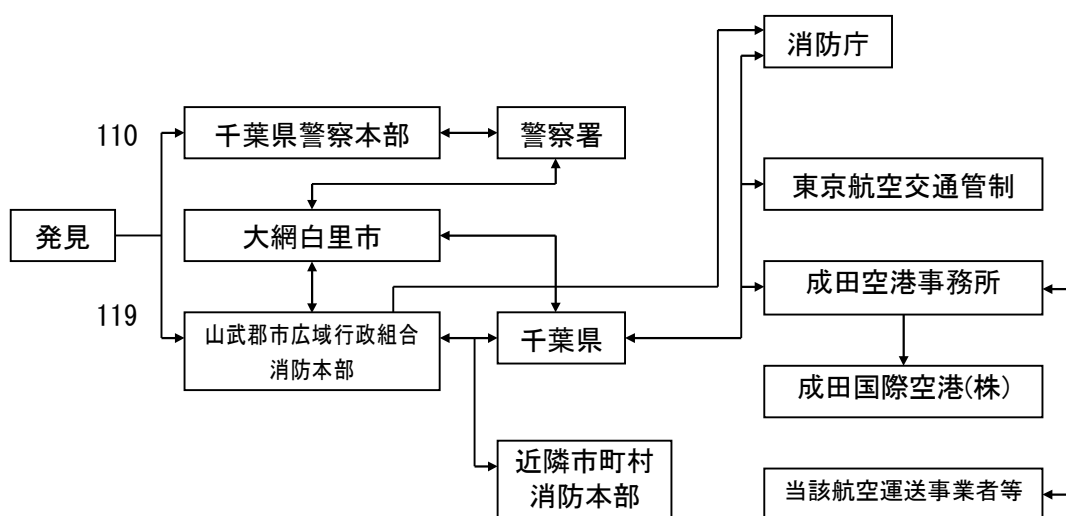 消防庁
110
千葉県警察本部
警察署
東京航空交通管制
発見
大網白里市
成田空港事務所
119
山武郡市広域行政組合
消防本部
千葉県
成田国際空港(株)
近隣市町村
消防本部
当該航空運送事業者等